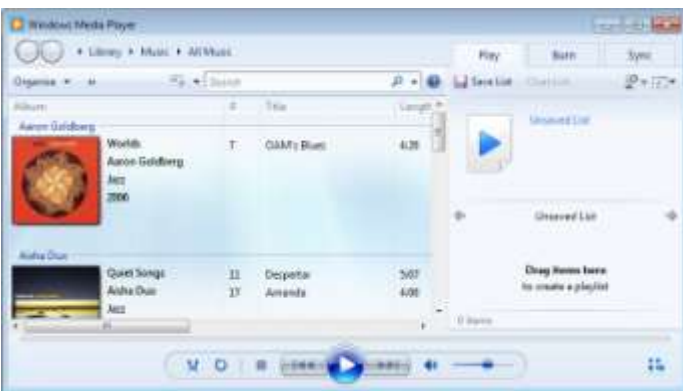 Windows Media Player
Library Music All Music
Play Burn Sync
Organize Search Save List Clear List
Album # Title Length
Aaron Goldberg
Worlds 7 OAM's Blues 4:26
Aaron Goldberg
Jazz
2006
Unsaved List
Unsaved List
Aisha Duo
Quiet Songs 11 Despertar 5:07
Aisha Duo 17 Amanda 4:06
Jazz
Drag items here
to create a playlist
0 items